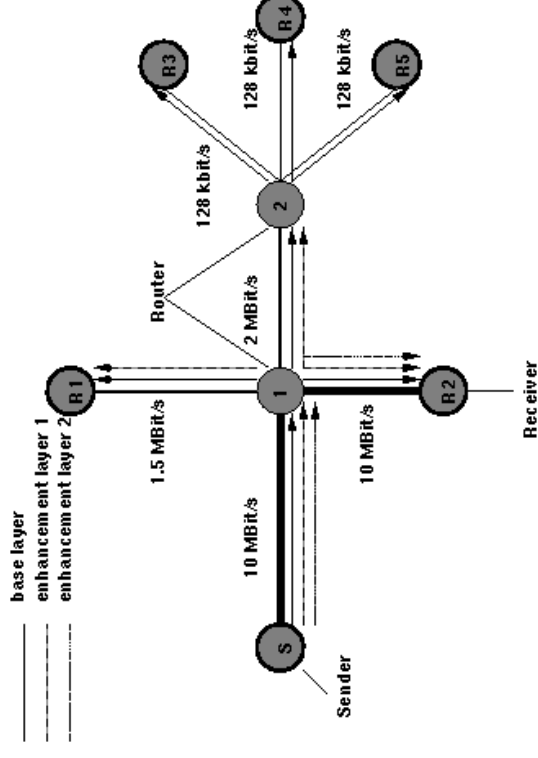 base layer
enhancement layer 1
enhancement layer 2
R1
1.5 MBit/s
Router
128 kbit/s
R3
128 kbit/s
R4
128 kbit/s
R5
10 MBit/s
1
2 MBit/s
2
S
Sender
10 MBit/s
R2
Receiver